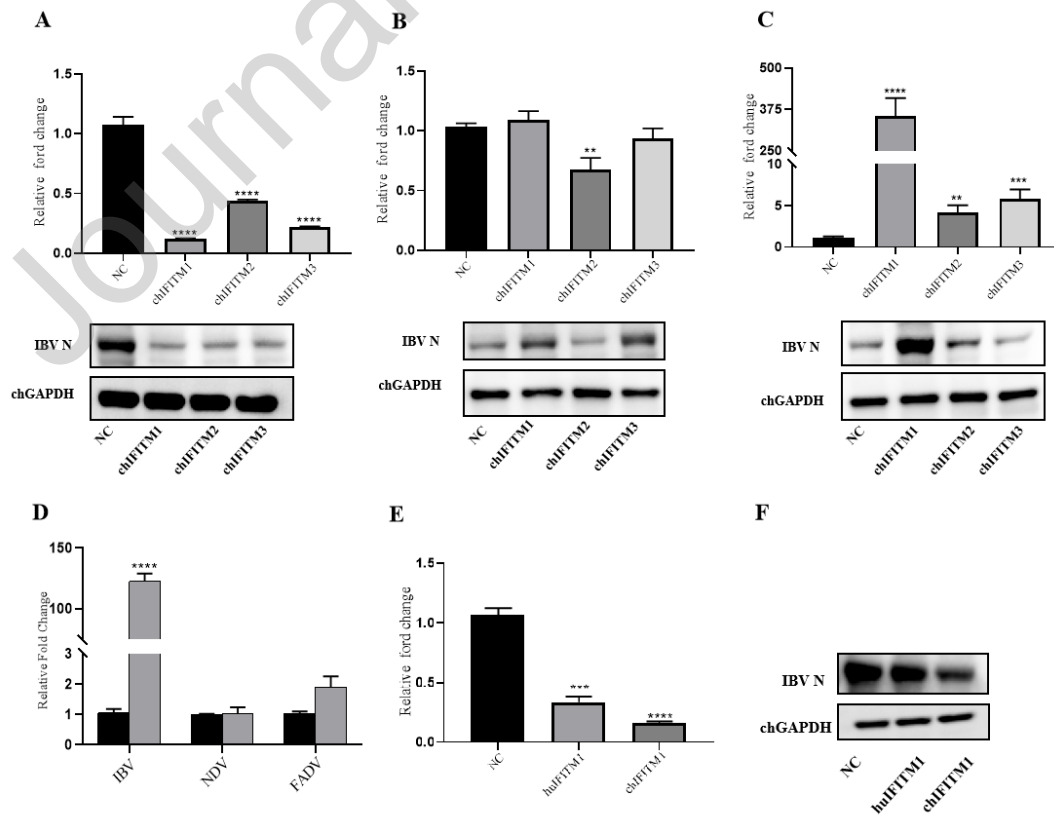 Journa
A
1.5
1.0
0.5
0.0
Relative ford change
****
****
****
NC
chIFITM1
chIFITM2
chIFITM3
IBV N
chGAPDH
NC
chIFITM1
chIFITM2
chIFITM3
B
1.5
1.0
0.5
0.0
Relative ford change
**
NC
chIFITM1
chIFITM2
chIFITM3
IBV N
chGAPDH
NC
chIFITM1
chIFITM2
chIFITM3
C
500
375
250
10
5
0
Relative ford change
****
**
***
NC
chIFITM1
chIFITM2
chIFITM3
IBV N
chGAPDH
NC
chIFITM1
chIFITM2
chIFITM3
D
150
100
3
2
1
0
Relative Fold Change
****
IBV
NDV
FADV
E
1.5
1.0
0.5
0.0
Relative ford change
***
****
NC
huIFITM1
chIFITM1
F
IBV N
chGAPDH
NC
huIFITM1
chIFITM1